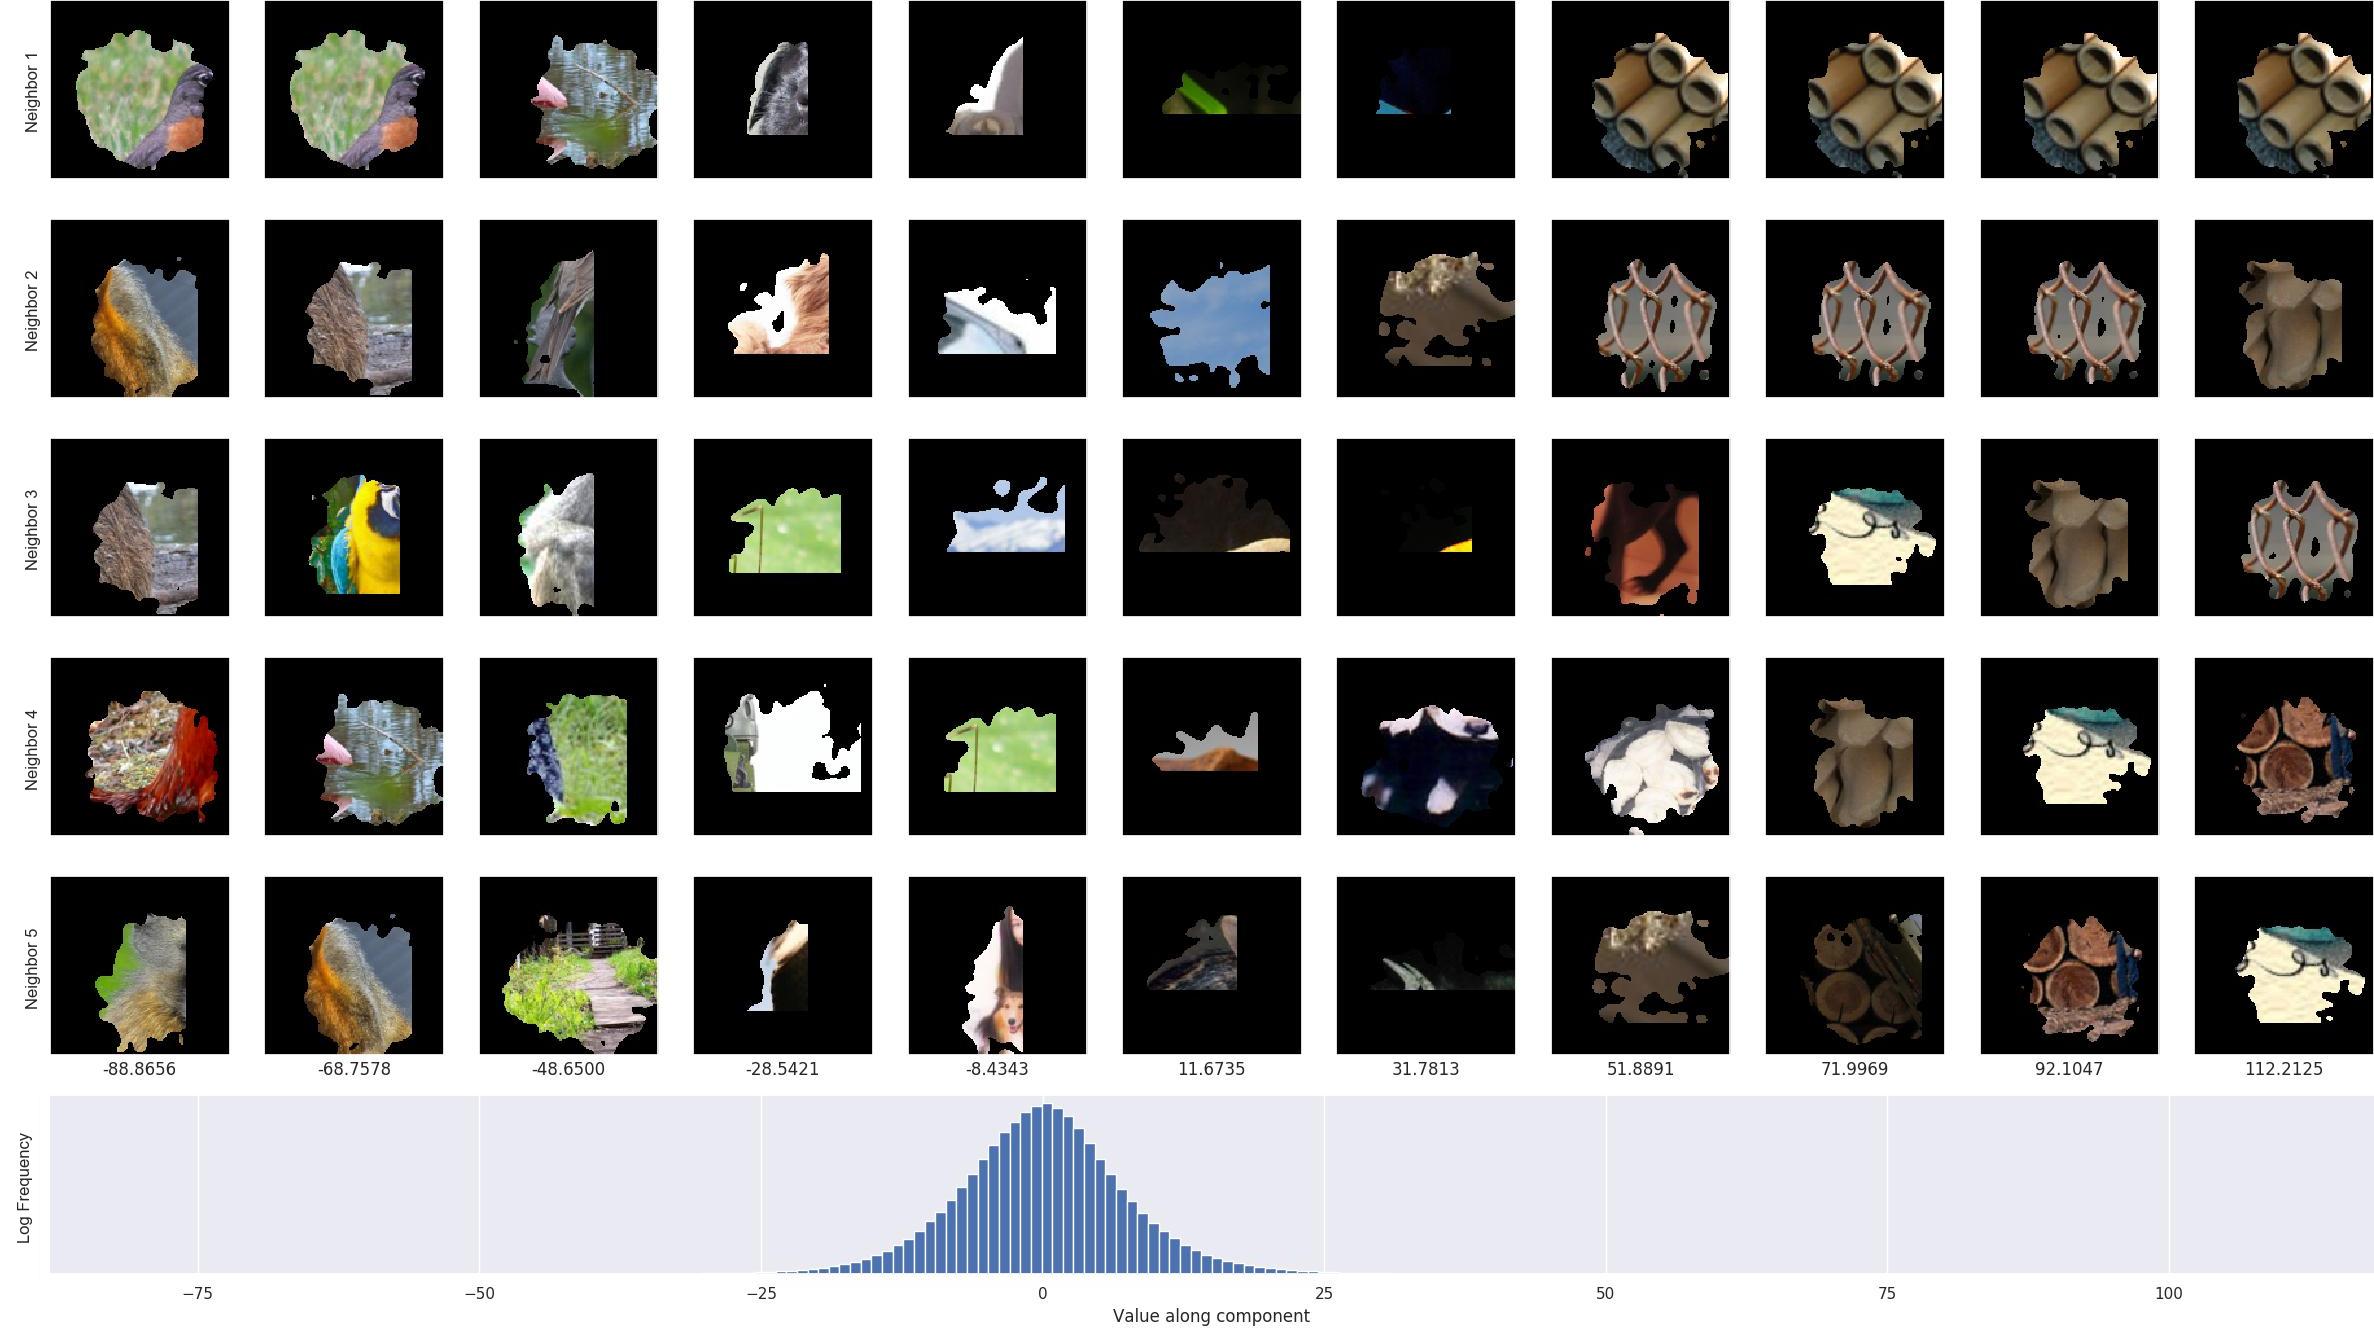 Neighbor 1
Neighbor 2
Neighbor 3
Neighbor 4
Neighbor 5
-88.8656 -68.7578 -48.6500 -28.5421 -8.4343 11.6735 31.7813 51.8891 71.9969 92.1047 112.2125
Log Frequency
−75 −50 −25 0 25 50 75 100
Value along component